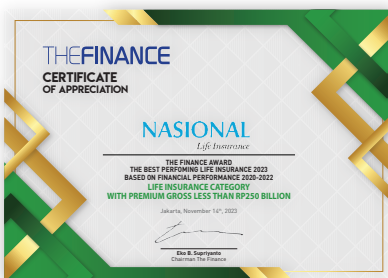 THEFINANCE
CERTIFICATE
OF APPRECIATION
NASIONAL
Life Insurance
THE FINANCE AWARD
THE BEST PERFOMING LIFE INSURANCE 2023
BASED ON FINANCIAL PERFORMANCE 2020-2022
LIFE INSURANCE CATEGORY
WITH PREMIUM GROSS LESS THAN RP250 BILLION
Jakarta, November 14th, 2023
Eko B. Supriyanto
Chairman The Finance